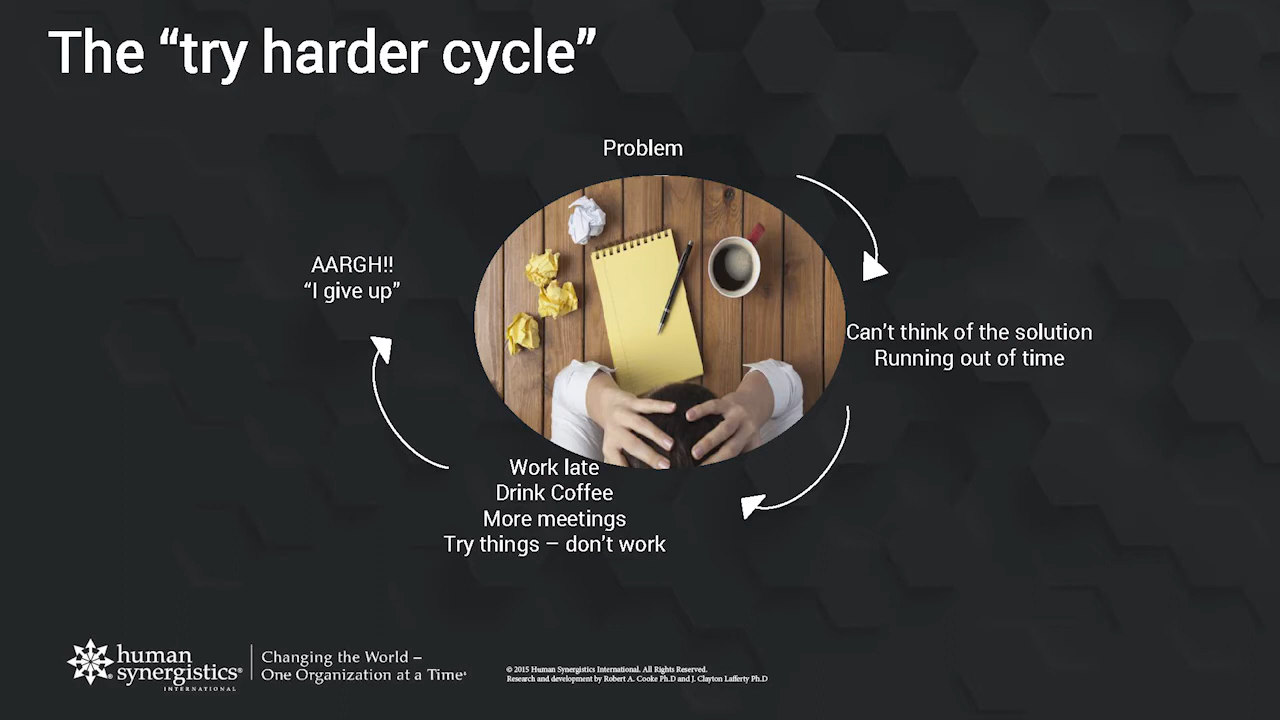 The “try harder cycle”
Problem
Can’t think of the solution
Running out of time
Work late
Drink Coffee
More meetings
Try things – don’t work
AARGH!!
“I give up”
human
synergistics®
INTERNATIONAL
Changing the World –
One Organization at a Time
© 2015 Human Synergistics International. All Rights Reserved.
Research and development by Robert A. Cooke Ph.D and J. Clayton Lafferty Ph.D